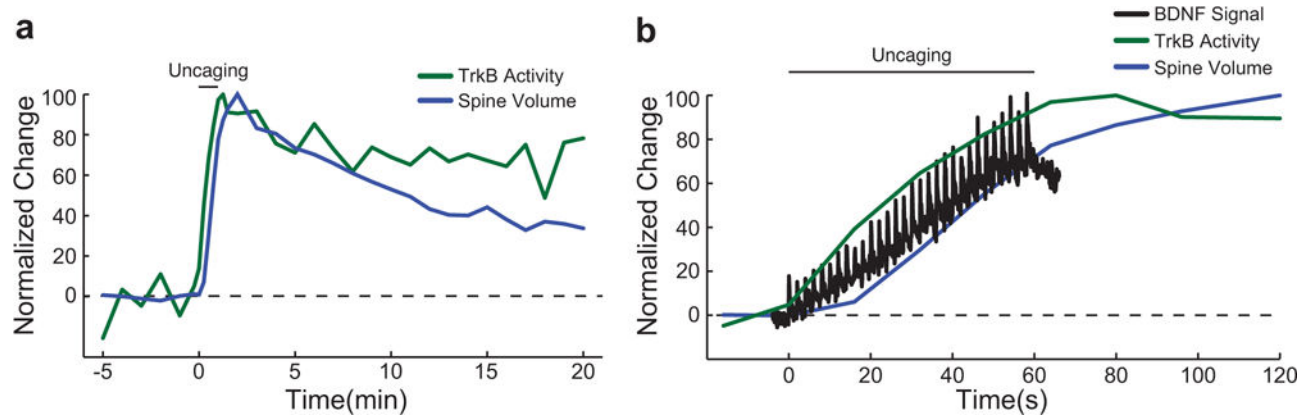 a
Uncaging
TrkB Activity
Spine Volume
Normalized Change
100
80
60
40
20
0
-5
0
5
10
15
20
Time(min)
b
BDNF Signal
TrkB Activity
Spine Volume
Uncaging
Normalized Change
100
80
60
40
20
0
0
20
40
60
80
100
120
Time(s)